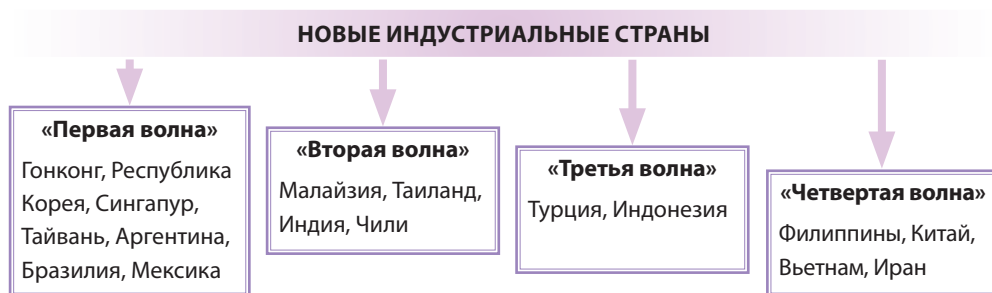 НОВЫЕ ИНДУСТРИАЛЬНЫЕ СТРАНЫ
«Первая волна»
Гонконг, Республика
Корея, Сингапур,
Тайвань, Аргентина,
Бразилия, Мексика
«Вторая волна»
Малайзия, Таиланд,
Индия, Чили
«Третья волна»
Турция, Индонезия
«Четвертая волна»
Филиппины, Китай,
Вьетнам, Иран